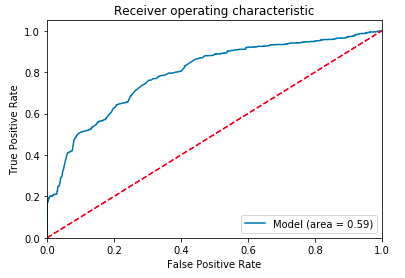 Receiver operating characteristic
1.0
0.8
0.6
0.4
0.2
0.0
True Positive Rate
Model (area = 0.59)
0.0 0.2 0.4 0.6 0.8 1.0
False Positive Rate